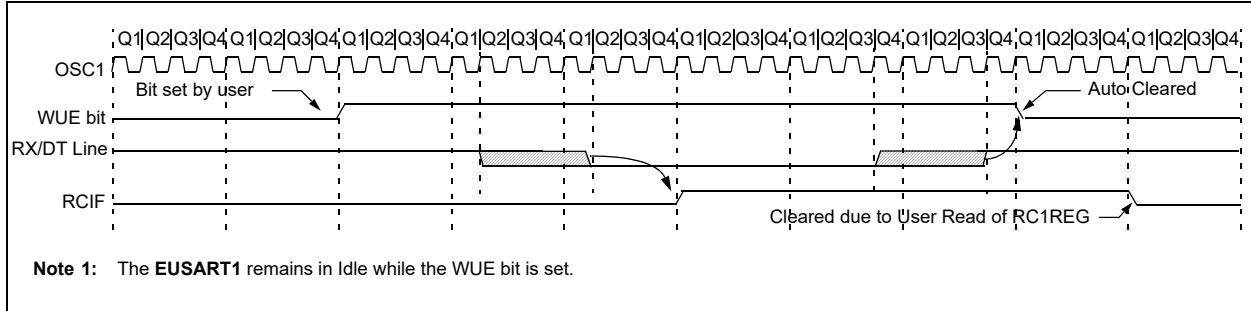 Q1|Q2|Q3|Q4|Q1|Q2|Q3|Q4|Q1|Q2|Q3|Q4|Q1|Q2|Q3|Q4|Q1|Q2|Q3|Q4|Q1|Q2|Q3|Q4|Q1|Q2|Q3|Q4|Q1|Q2|Q3|Q4|Q1|Q2|Q3|Q4|Q1|Q2|Q3|Q4
OSC1
Bit set by user
Auto Cleared
WUE bit
RX/DT Line
RCIF
Cleared due to User Read of RC1REG
Note 1: The EUSART1 remains in Idle while the WUE bit is set.